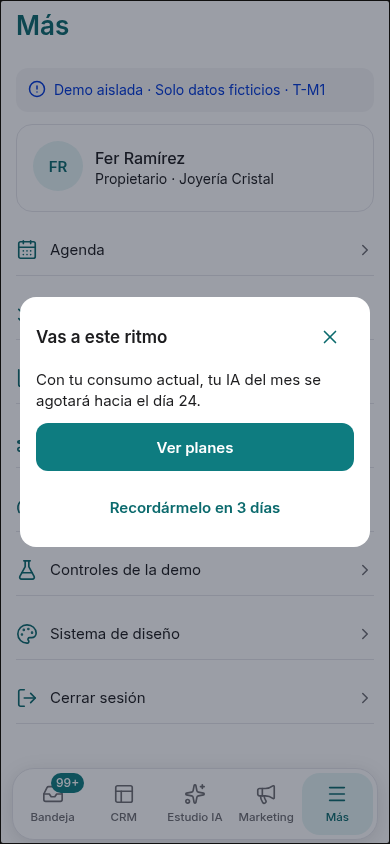 Más
Demo aislada · Solo datos ficticios · T-M1
FR
Fer Ramírez
Propietario · Joyería Cristal
Agenda
Vas a este ritmo
Con tu consumo actual, tu IA del mes se
agotará hacia el día 24.
Ver planes
Recordármelo en 3 días
Controles de la demo
Sistema de diseño
Cerrar sesión
99+
Bandeja
CRM
Estudio IA
Marketing
Más